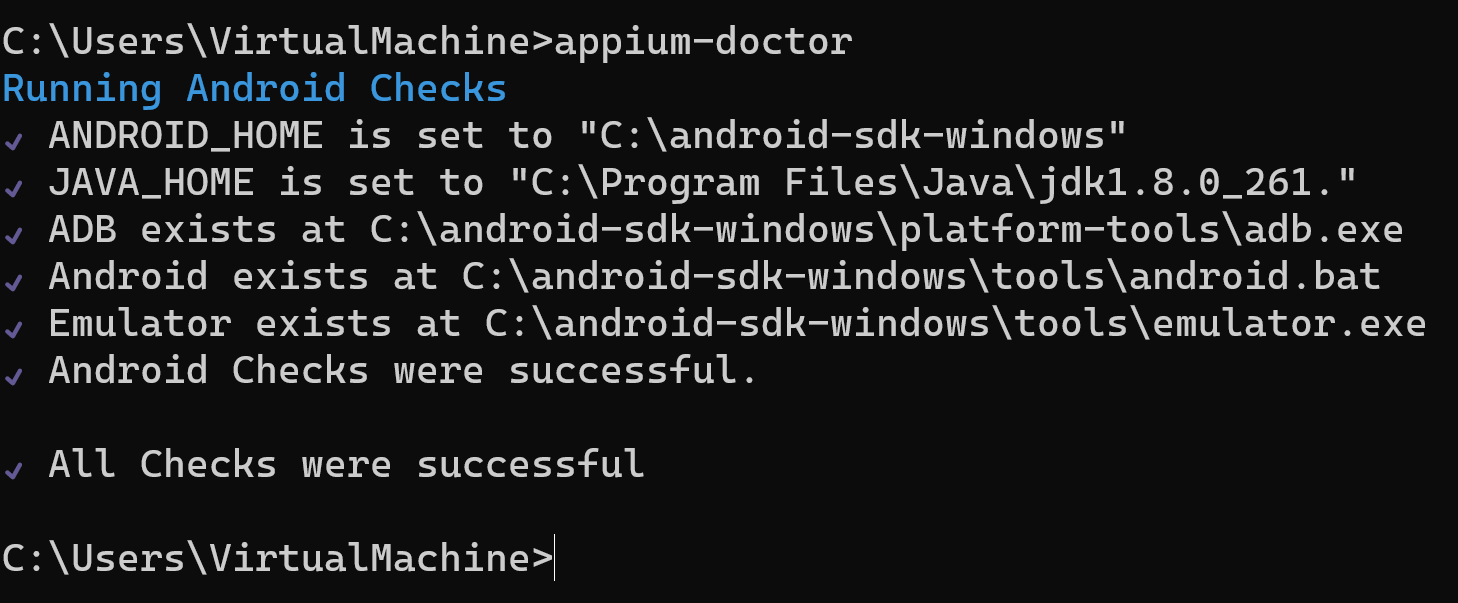 C:\Users\VirtualMachine>appium-doctor
Running Android Checks
✔ ANDROID_HOME is set to "C:\android-sdk-windows"
✔ JAVA_HOME is set to "C:\Program Files\Java\jdk1.8.0_261."
✔ ADB exists at C:\android-sdk-windows\platform-tools\adb.exe
✔ Android exists at C:\android-sdk-windows\tools\android.bat
✔ Emulator exists at C:\android-sdk-windows\tools\emulator.exe
✔ Android Checks were successful.
✔ All Checks were successful
C:\Users\VirtualMachine>